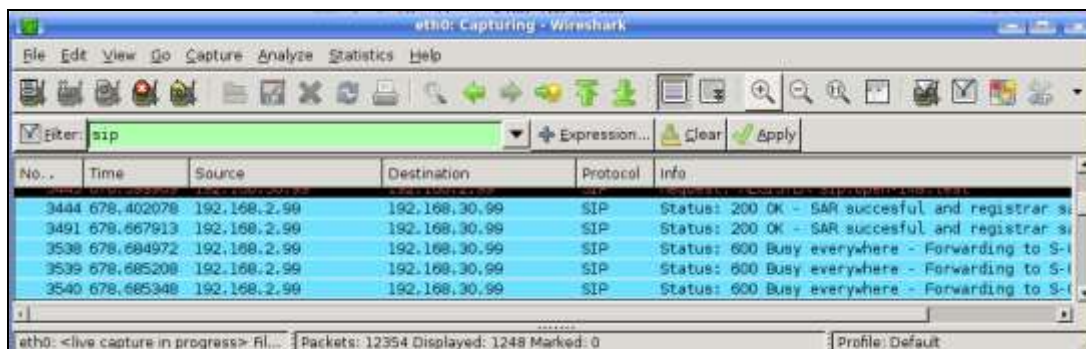 eth0: Capturing - Wireshark
File Edit View Go Capture Analyze Statistics Help
Filter: sip Expression... Clear Apply
No. . Time Source Destination Protocol Info
3444 678.402078 192.168.2.99 192.168.30.99 SIP Status: 200 OK - SAR succesful and registrar
3491 678.667913 192.168.2.99 192.168.30.99 SIP Status: 200 OK - SAR succesful and registrar
3538 678.684972 192.168.2.99 192.168.30.99 SIP Status: 600 Busy everywhere - Forwarding to S-
3539 678.685208 192.168.2.99 192.168.30.99 SIP Status: 600 Busy everywhere - Forwarding to S-
3540 678.685348 192.168.2.99 192.168.30.99 SIP Status: 600 Busy everywhere - Forwarding to S-
eth0: <live capture in progress> Fil... Packets: 12354 Displayed: 1248 Marked: 0 Profile: Default